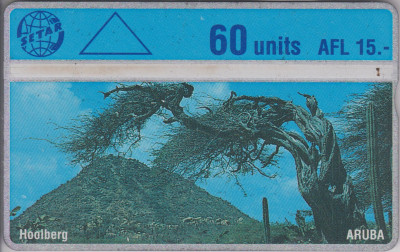 SETAR
60 units AFL 15.-
Hooiberg
ARUBA